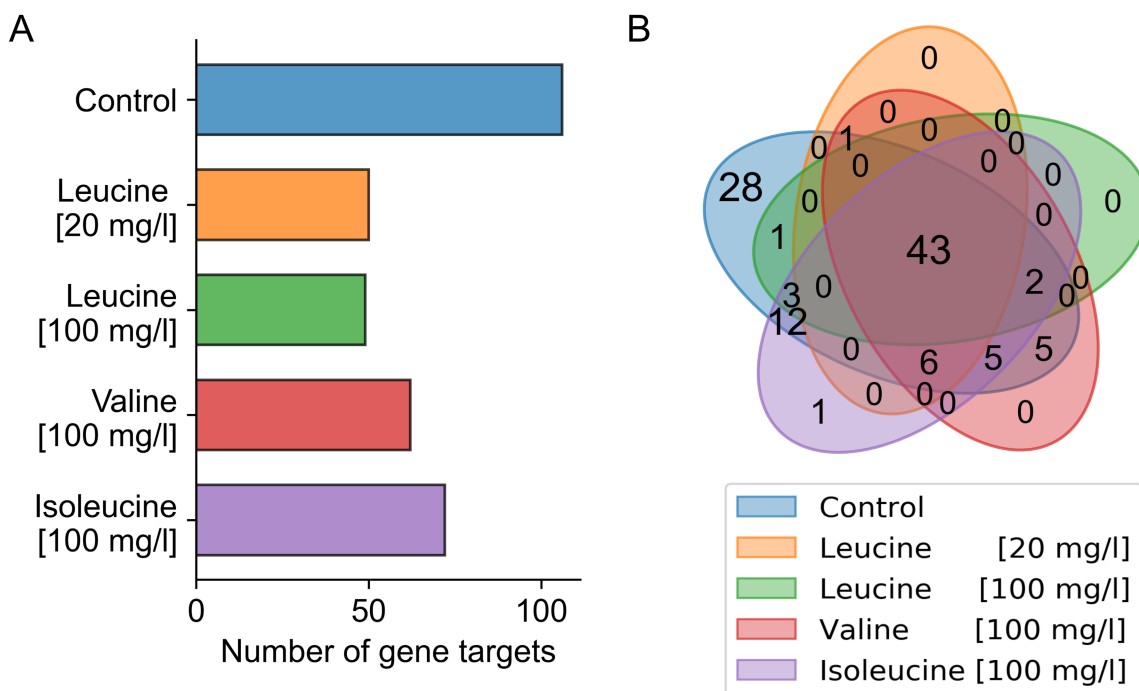 A
Control
Leucine
[20 mg/l]
Leucine
[100 mg/l]
Valine
[100 mg/l]
Isoleucine
[100 mg/l]
0 50 100
Number of gene targets
B
0
0
0
1
0
0
0
0
0
0
28
0
0
0
1
43
0
3
0
2
0
0
12
0
6
5
5
0
0
0
1
0
Control
Leucine [20 mg/l]
Leucine [100 mg/l]
Valine [100 mg/l]
Isoleucine [100 mg/l]